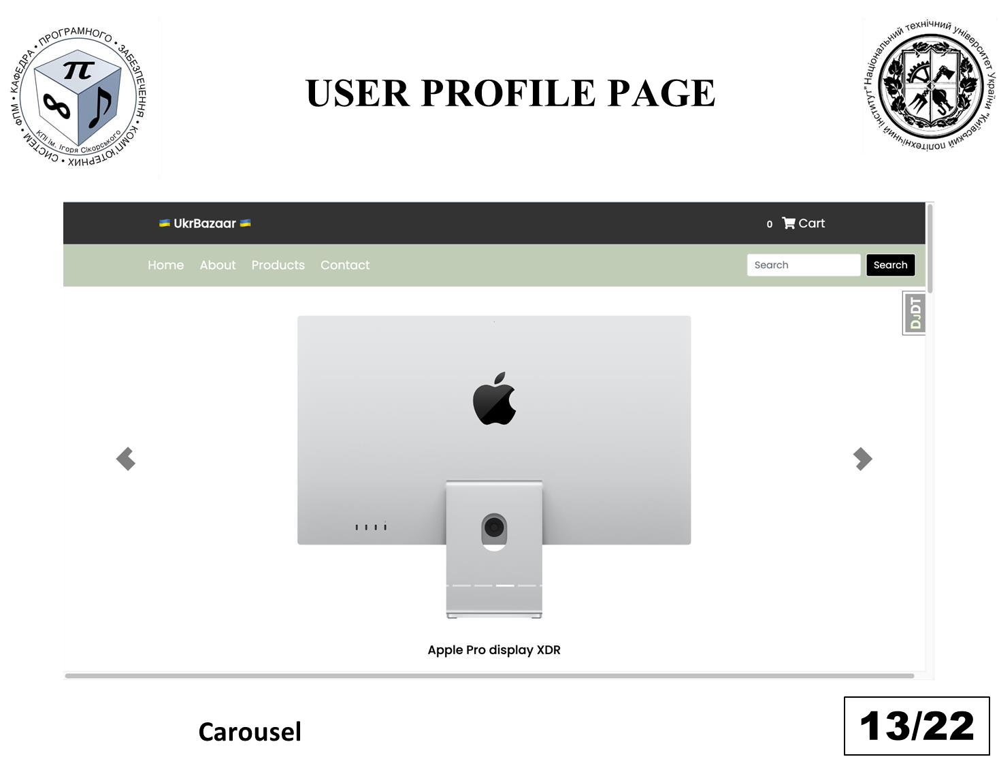 ФПМ • КАФЕДРА • ПРОГРАМНОГО • ЗАБЕЗПЕЧЕННЯ • КОМП'ЮТЕРНИХ • СИСТЕМ •
π
КПІ ім. Ігоря Сікорського
USER PROFILE PAGE
Національний технічний університет України "Київський політехнічний інститут"
🇺🇦 UkrBazaar 🇺🇦
0 Cart
Home About Products Contact
Search Search
DJDT
Apple Pro display XDR
Carousel
13/22